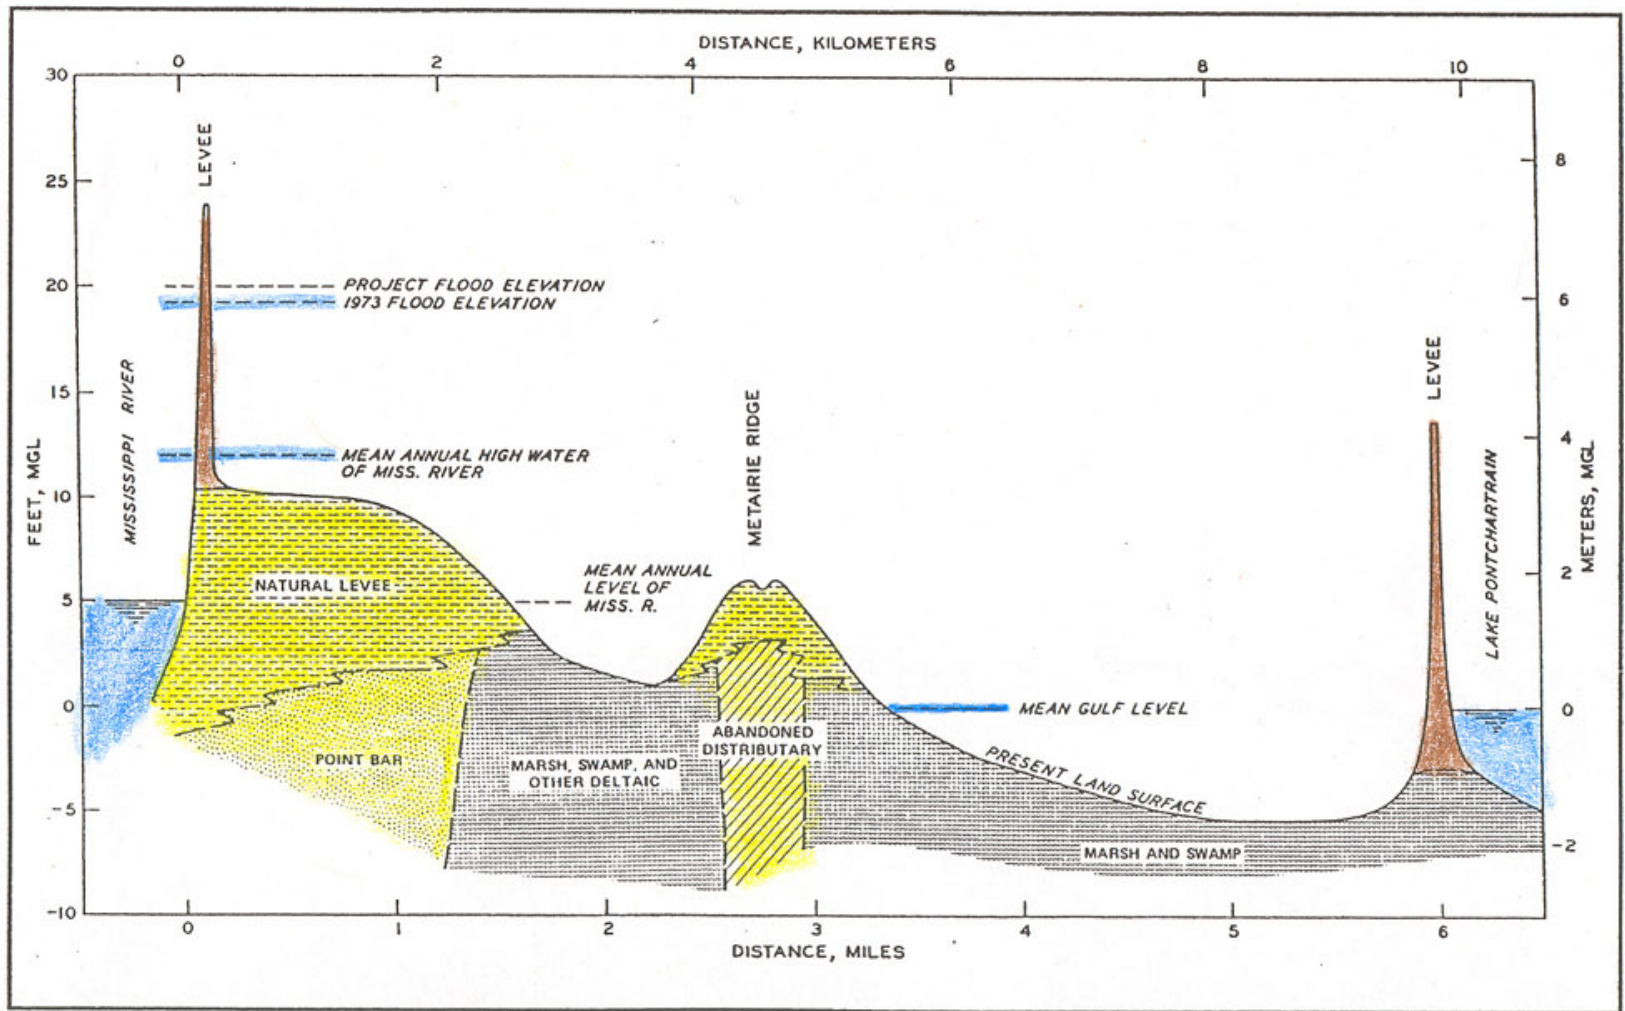 DISTANCE, KILOMETERS
0 2 4 6 8 10
30
25
20
15
10
5
0
-5
-10
FEET, MGL
8
6
4
2
0
-2
METERS, MGL
LEVEE
PROJECT FLOOD ELEVATION
1973 FLOOD ELEVATION
MISSISSIPPI RIVER
MEAN ANNUAL HIGH WATER
OF MISS. RIVER
NATURAL LEVEE
MEAN ANNUAL
LEVEL OF
MISS. R.
METAIRIE RIDGE
LEVEE
LAKE PONTCHARTRAIN
MEAN GULF LEVEL
POINT BAR
MARSH, SWAMP, AND
OTHER DELTAIC
ABANDONED
DISTRIBUTARY
PRESENT LAND SURFACE
MARSH AND SWAMP
0 1 2 3 4 5 6
DISTANCE, MILES